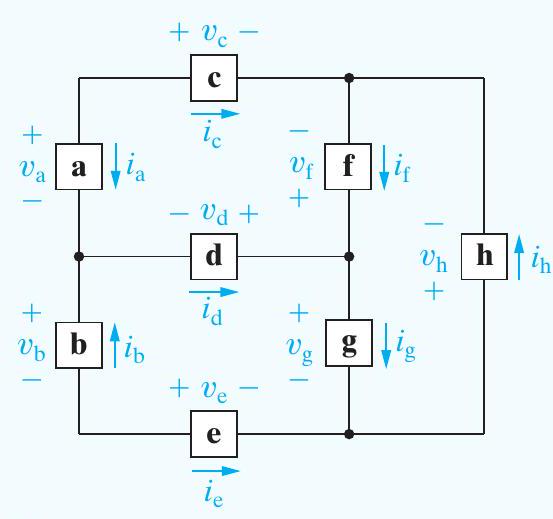 + v_c −
c
i_c
+
v_a
−
a
i_a
−
v_f
+
f
i_f
− v_d +
d
i_d
−
v_h
+
h
i_h
+
v_b
−
b
i_b
+
v_g
−
g
i_g
+ v_e −
e
i_e